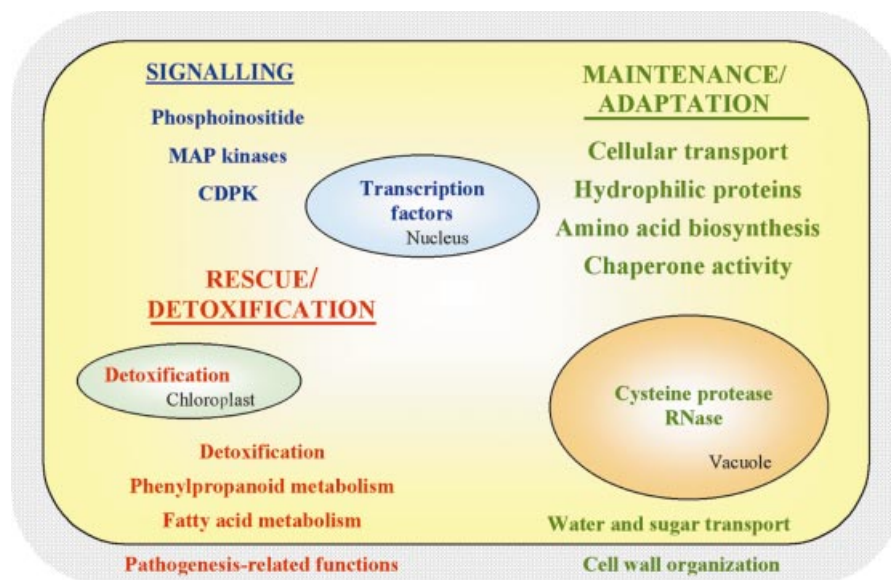 SIGNALLING
Phosphoinositide
MAP kinases
CDPK
MAINTENANCE/
ADAPTATION
Cellular transport
Hydrophilic proteins
Amino acid biosynthesis
Chaperone activity
Transcription
factors
Nucleus
RESCUE/
DETOXIFICATION
Detoxification
Chloroplast
Cysteine protease
RNase
Vacuole
Detoxification
Phenylpropanoid metabolism
Fatty acid metabolism
Pathogenesis-related functions
Water and sugar transport
Cell wall organization